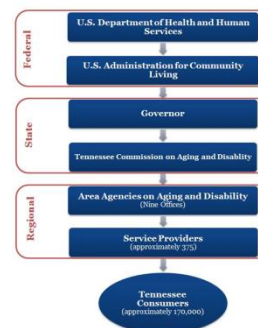 Federal
U.S. Department of Health and Human
Services
U.S. Administration for Community
Living
State
Governor
Tennessee Commission on Aging and Disablity
Regional
Area Agencies on Aging and Disability
(Nine Offices)
Service Providers
(approximately 375)
Tennessee
Consumers
(approximately 170,000)